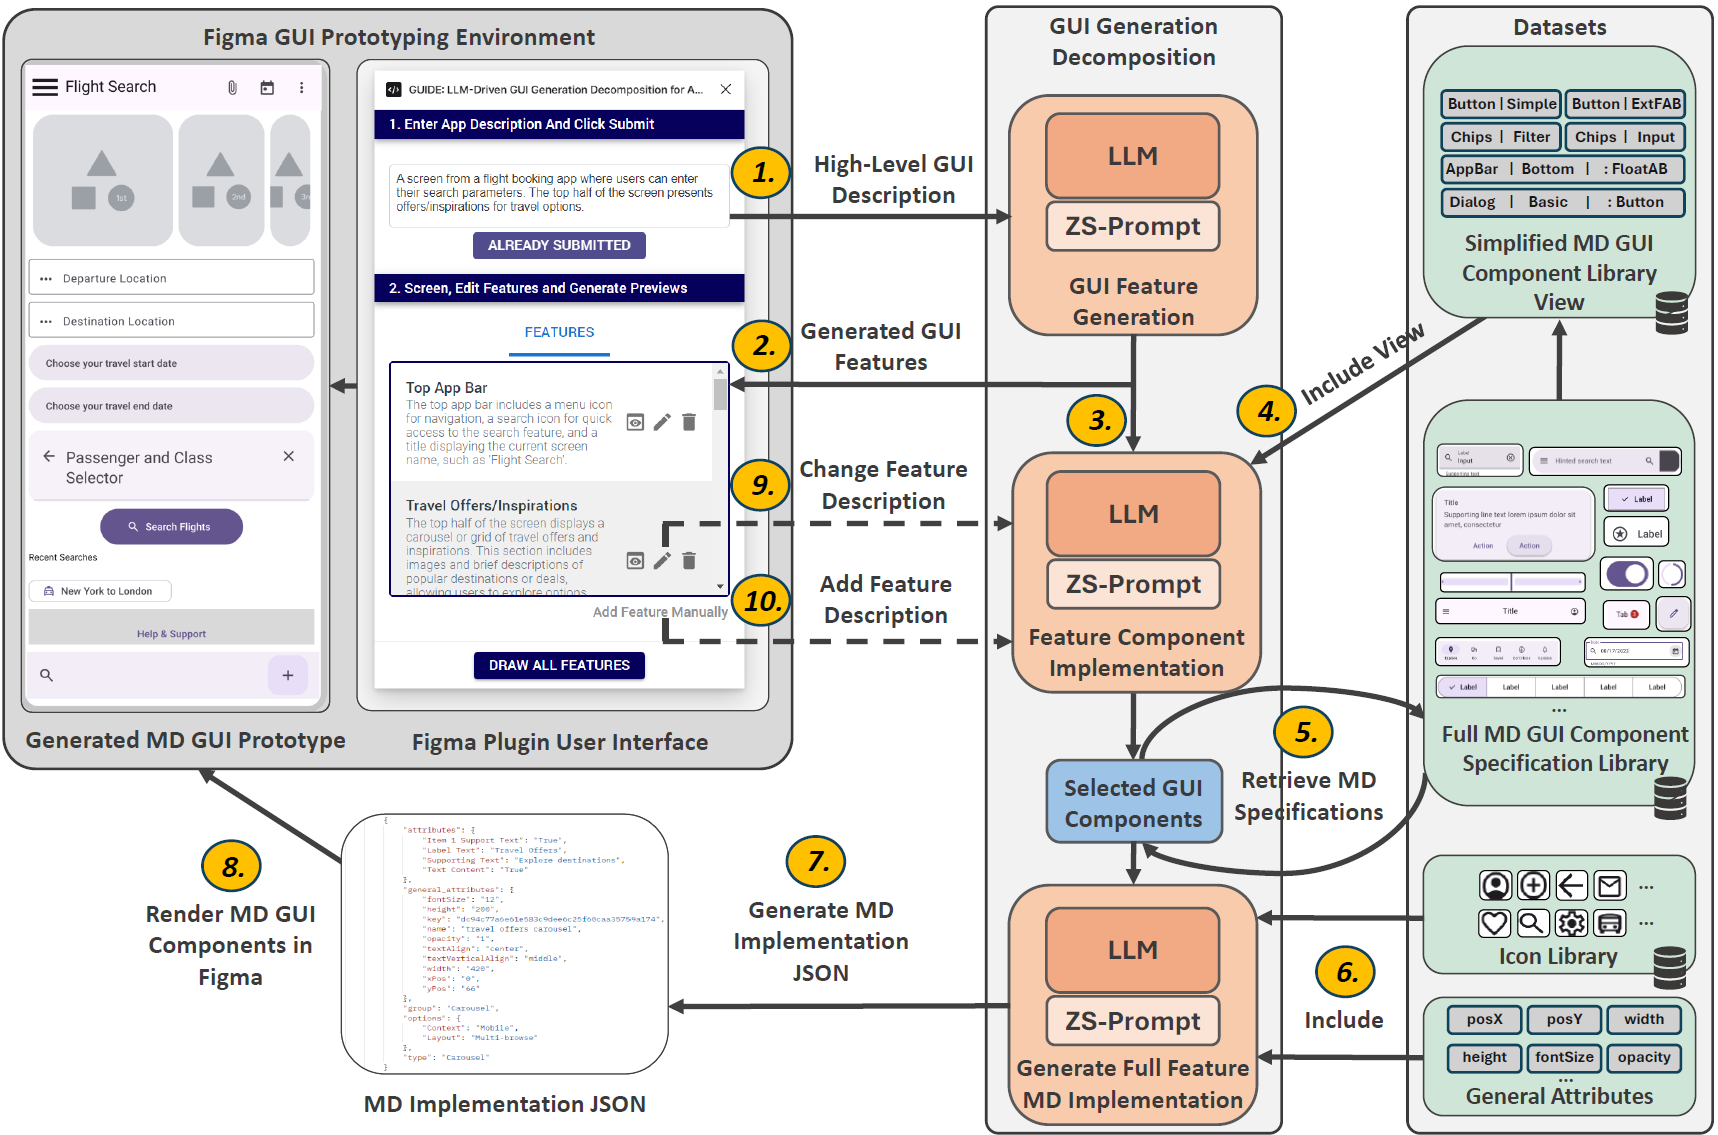 Figma GUI Prototyping Environment
Flight Search
1st
2nd
Departure Location
Destination Location
Choose your travel start date
Choose your travel end date
Passenger and Class
Selector
Search Flights
Recent Searches
New York to London
Help & Support
Generated MD GUI Prototype
GUIDE: LLM-Driven GUI Generation Decomposition for A...
1. Enter App Description And Click Submit
A screen from a flight booking app where users can enter
their search parameters. The top half of the screen presents
offers/inspirations for travel options.
ALREADY SUBMITTED
2. Screen, Edit Features and Generate Previews
FEATURES
Top App Bar
The top app bar includes a menu icon
for navigation, a search icon for quick
access to the search feature, and a
title displaying the current screen
name, such as 'Flight Search'.
Travel Offers/Inspirations
The top half of the screen displays a
carousel or grid of travel offers and
inspirations. This section includes
images and brief descriptions of
popular destinations or deals,
allowing users to explore options
Add Feature Manually
DRAW ALL FEATURES
Figma Plugin User Interface
1.
High-Level GUI
Description
2.
Generated GUI
Features
3.
4.
Include View
9.
Change Feature
Description
10.
Add Feature
Description
GUI Generation
Decomposition
LLM
ZS-Prompt
GUI Feature
Generation
LLM
ZS-Prompt
Feature Component
Implementation
Selected GUI
Components
5.
Retrieve MD
Specifications
LLM
ZS-Prompt
Generate Full Feature
MD Implementation
6.
Include
7.
Generate MD
Implementation
JSON
8.
Render MD GUI
Components in
Figma
{
"attributes": {
"Item 1 Support Text": "True",
"Label Text": "Travel Offers",
"Supporting Text": "Explore destinations",
"Text Content": "True"
},
"general_attributes": {
"fontSize": "12",
"height": "200",
"name": "travel offers carousel",
"opacity": "1",
"textAlign": "center",
"textVerticalAlign": "middle",
"width": "420",
"xPos": "0",
"yPos": "66"
},
"group": "Carousel",
"options": {
"Context": "Mobile",
"Layout": "Multi-browse"
},
"type": "Carousel"
}
MD Implementation JSON
Datasets
Button | Simple
Button | ExtFAB
Chips | Filter
Chips | Input
AppBar | Bottom | : FloatAB
Dialog | Basic | : Button
Simplified MD GUI
Component Library
View
Label
Input
Supporting text
Hinted search text
Title
Supporting line text lorem ipsum dolor sit
amet, consectetur
Action
Action
Label
Label
Title
Tab
08/17/2023
Label
Label
Label
Label
Label
...
Full MD GUI Component
Specification Library
...
...
Icon Library
posX
posY
width
height
fontSize
opacity
...
General Attributes